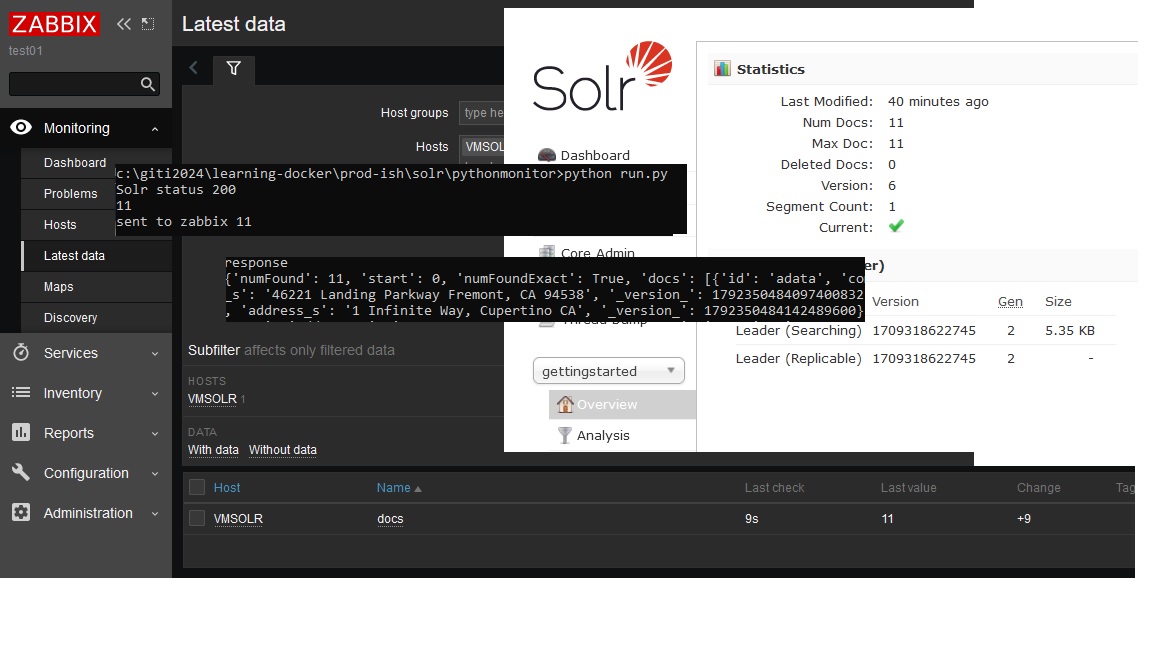 ZABBIX
test01
Monitoring
Dashboard
Problems
Hosts
Latest data
Maps
Discovery
Services
Inventory
Reports
Configuration
Administration
Latest data
Host groups
type he
Hosts
VMSOL
c:\giti2024\learning-docker\prod-ish\solr\pythonmonitor>python run.py
Solr status 200
11
sent to zabbix 11
response
{'numFound': 11, 'start': 0, 'numFoundExact': True, 'docs': [{'id': 'adata', 'co
_s': '46221 Landing Parkway Fremont, CA 94538', '_version_': 1792350484097400832
, 'address_s': '1 Infinite Way, Cupertino CA', '_version_': 1792350484142489600}
Subfilter affects only filtered data
HOSTS
VMSOLR 1
DATA
With data Without data
Host Name Last check Last value Change Tag
VMSOLR docs 9s 11 +9
Solr
Dashboard
Core Admin
Thread Dump
gettingstarted
Overview
Analysis
Statistics
Last Modified: 40 minutes ago
Num Docs: 11
Max Doc: 11
Deleted Docs: 0
Version: 6
Segment Count: 1
Current:
er)
Version Gen Size
Leader (Searching) 1709318622745 2 5.35 KB
Leader (Replicable) 1709318622745 2 -